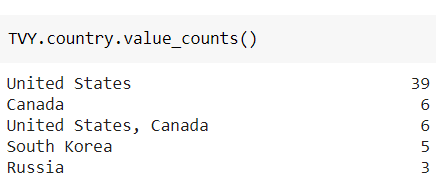 TVY.country.value_counts()
United States 39
Canada 6
United States, Canada 6
South Korea 5
Russia 3